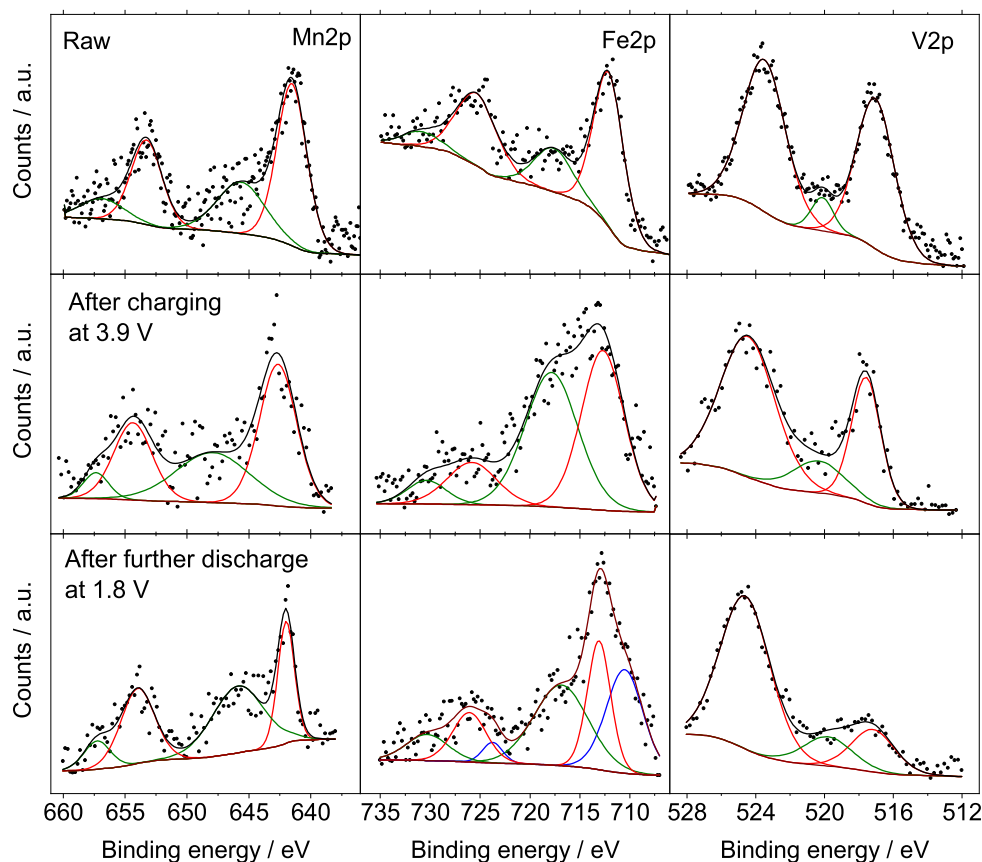 Raw
Mn2p
Fe2p
V2p
Counts / a.u.
After charging
at 3.9 V
Counts / a.u.
After further discharge
at 1.8 V
Counts / a.u.
660 655 650 645 640
735 730 725 720 715 710
528 524 520 516 512
Binding energy / eV
Binding energy / eV
Binding energy / eV